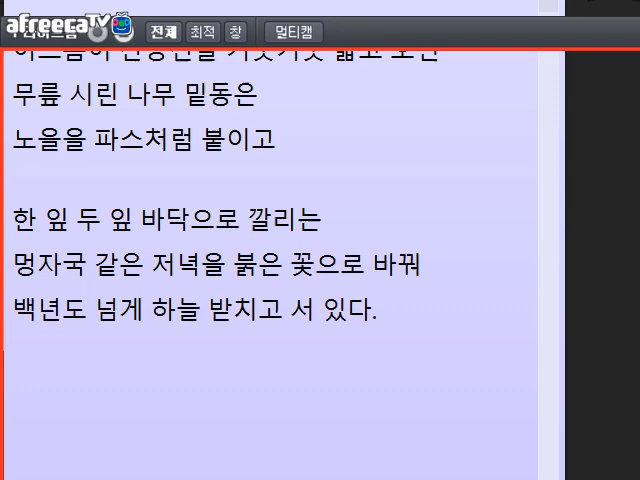 afreecaTV
전체 최적 창 멀티캠
무릎 시린 나무 밑동은
노을을 파스처럼 붙이고
한 잎 두 잎 바닥으로 깔리는
멍자국 같은 저녁을 붉은 꽃으로 바꿔
백년도 넘게 하늘 받치고 서 있다.